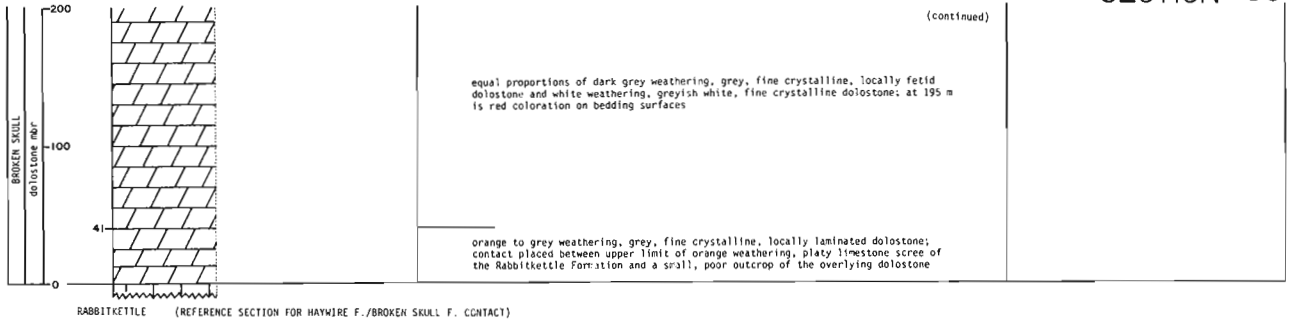 SECTION
200
(continued)
equal proportions of dark grey weathering, grey, fine crystalline, locally fetid
dolostone and white weathering, greyish white, fine crystalline dolostone; at 195 m
is red coloration on bedding surfaces
BROKEN SKULL
dolostone mbr
100
41
orange to grey weathering, grey, fine crystalline, locally laminated dolostone;
contact placed between upper limit of orange weathering, platy limestone scree of
the Rabbitkettle Formation and a small, poor outcrop of the overlying dolostone
0
RABBITKETTLE (REFERENCE SECTION FOR HAYWIRE F./BROKEN SKULL F. CONTACT)